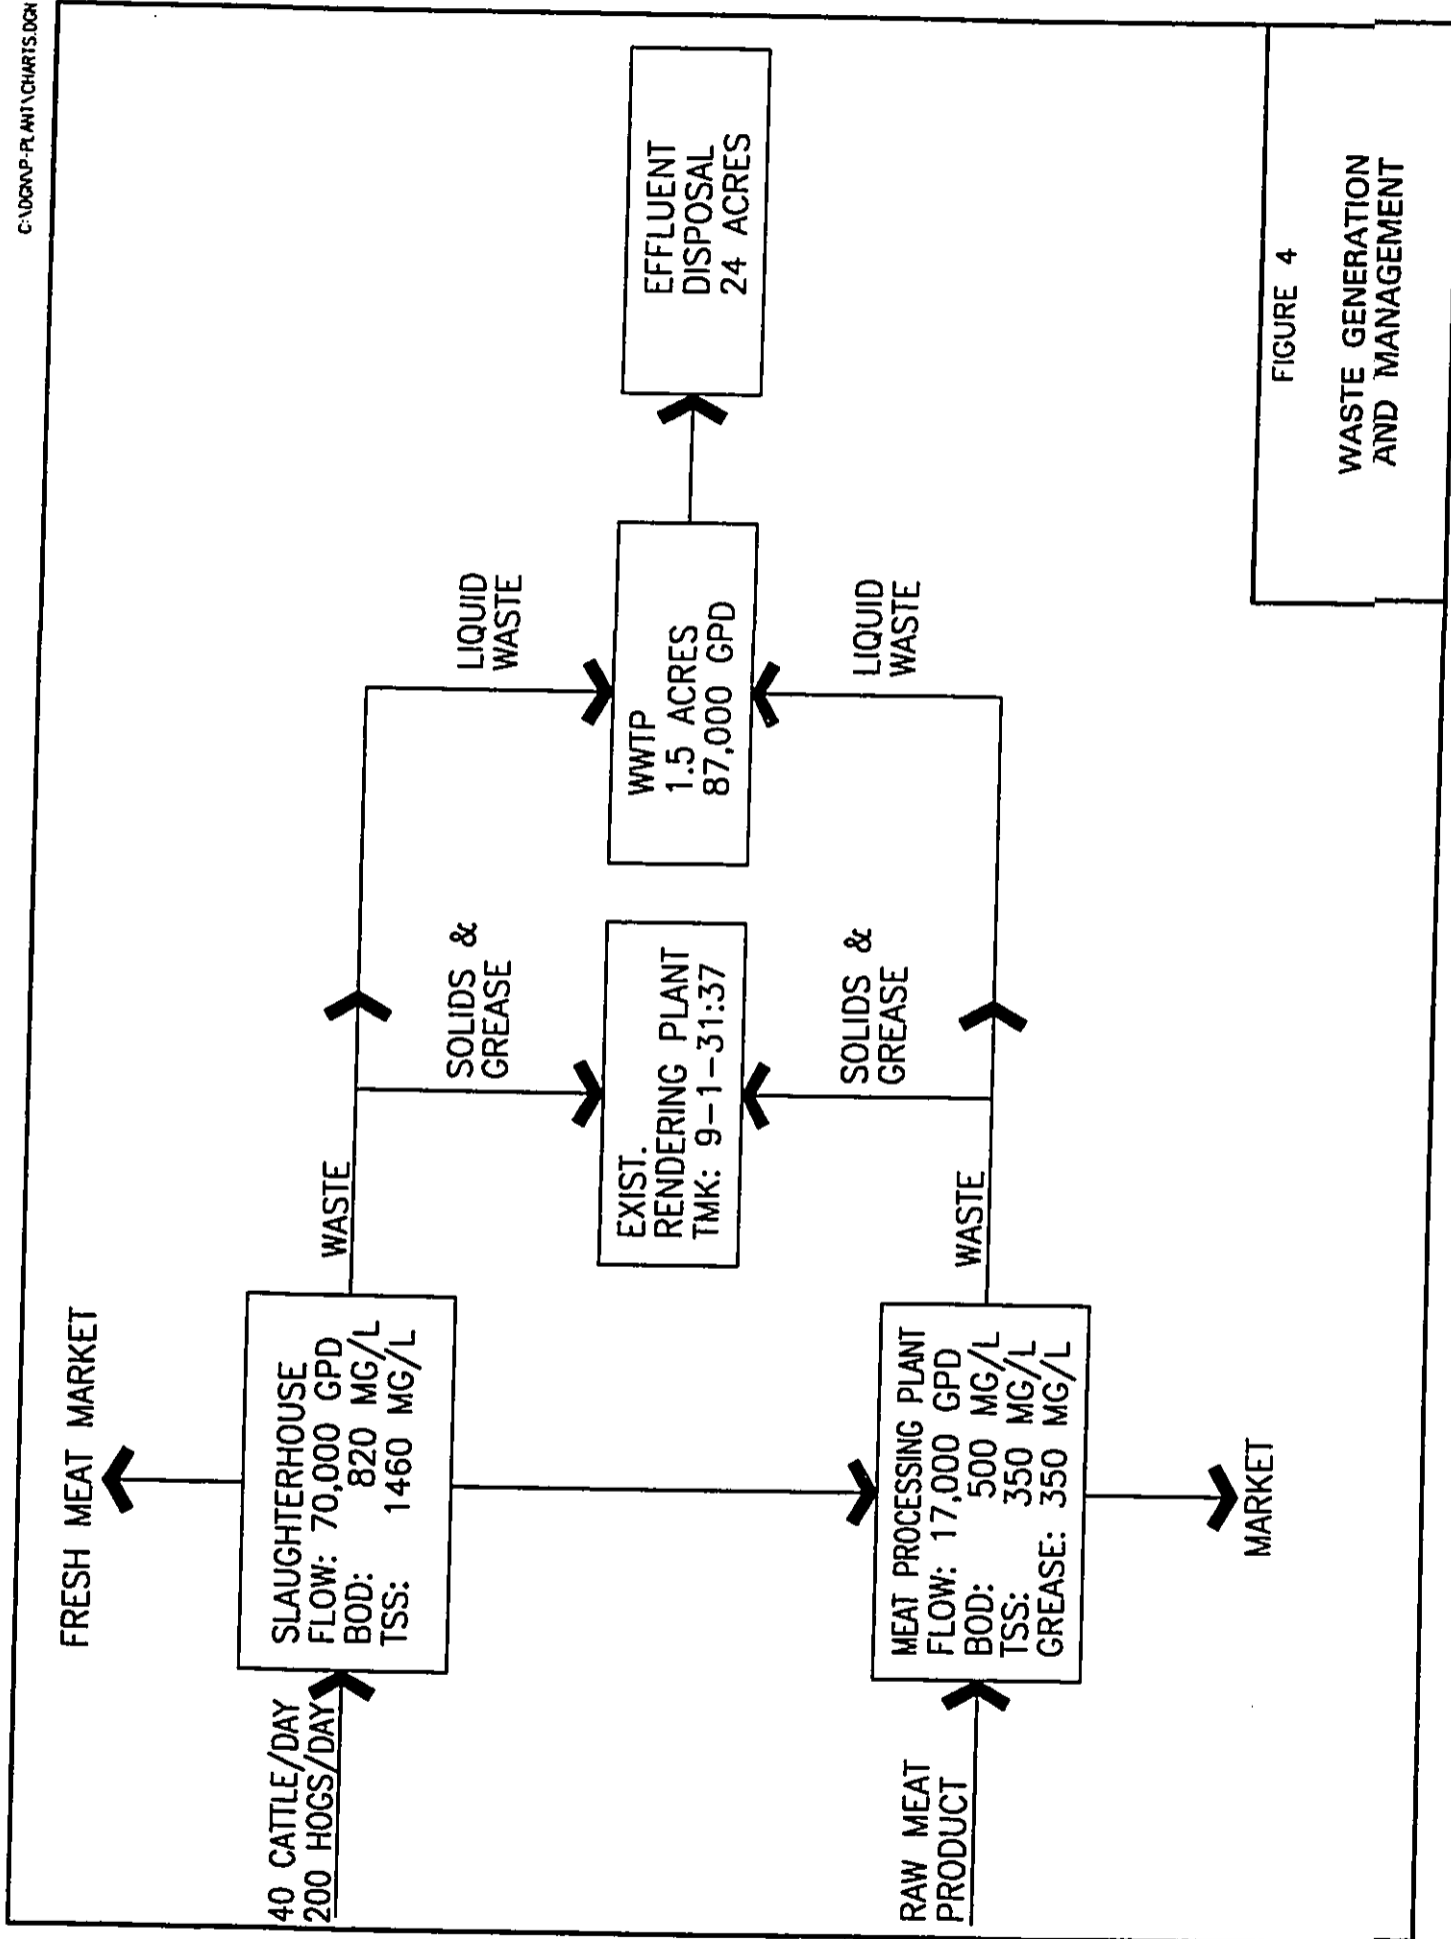 C:\DGN\P-PLANT\CHARTS.DGN
FRESH MEAT MARKET
40 CATTLE/DAY
200 HOGS/DAY
SLAUGHTERHOUSE
FLOW: 70,000 GPD
BOD: 820 MG/L
TSS: 1460 MG/L
WASTE
SOLIDS &
GREASE
LIQUID
WASTE
EXIST.
RENDERING PLANT
TMK: 9-1-31:37
WWTP
1.5 ACRES
87,000 GPD
EFFLUENT
DISPOSAL
24 ACRES
SOLIDS &
GREASE
LIQUID
WASTE
RAW MEAT
PRODUCT
MEAT PROCESSING PLANT
FLOW: 17,000 GPD
BOD: 500 MG/L
TSS: 350 MG/L
GREASE: 350 MG/L
WASTE
MARKET
FIGURE 4
WASTE GENERATION
AND MANAGEMENT